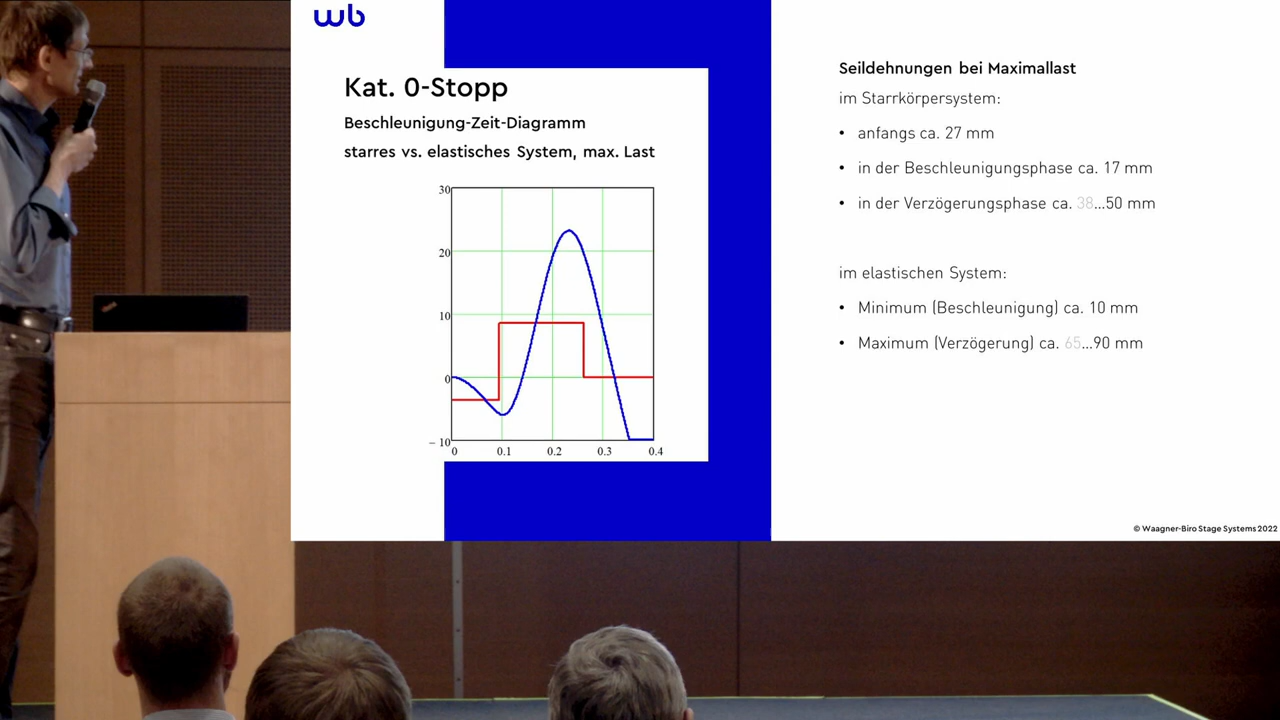 wb
Kat. 0-Stopp
Beschleunigung-Zeit-Diagramm
starres vs. elastisches System, max. Last
30
20
10
0
– 10
0 0.1 0.2 0.3 0.4
Seildehnungen bei Maximallast
im Starrkörpersystem:
• anfangs ca. 27 mm
• in der Beschleunigungsphase ca. 17 mm
• in der Verzögerungsphase ca. 38...50 mm
im elastischen System:
• Minimum (Beschleunigung) ca. 10 mm
• Maximum (Verzögerung) ca. 65...90 mm
© Waagner-Biro Stage Systems 2022